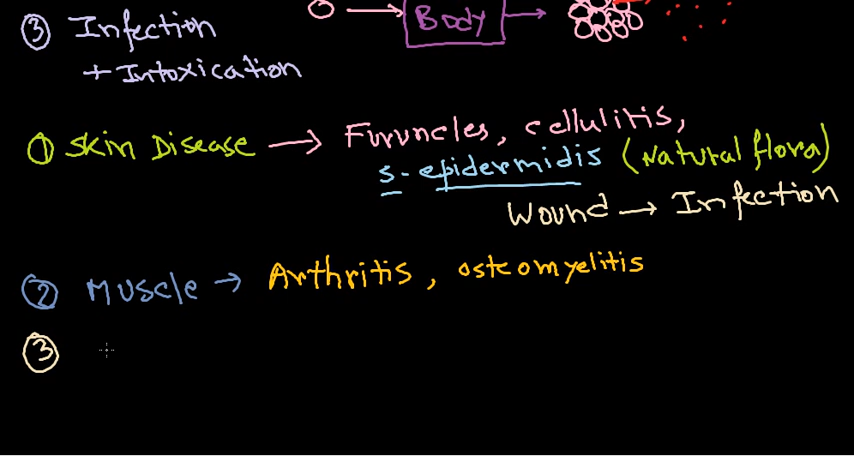 ③ Infection
Body
+ Intoxication
① Skin Disease → Furuncles, cellulitis,
s. epidermidis (Natural flora)
Wound → Infection
② Muscle → Arthritis, osteomyelitis
③